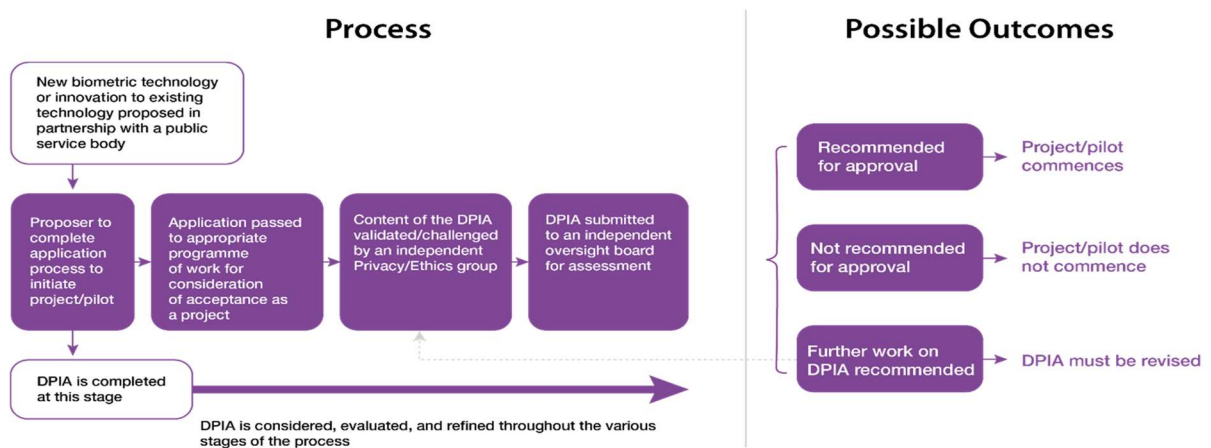 Process
Possible Outcomes
New biometric technology
or innovation to existing
technology proposed in
partnership with a public
service body
Proposer to
complete
application
process to
initiate
project/pilot
Application passed
to appropriate
programme
of work for
consideration
of acceptance as
a project
Content of the DPIA
validated/challenged
by an independent
Privacy/Ethics group
DPIA submitted
to an independent
oversight board
for assessment
DPIA is completed
at this stage
DPIA is considered, evaluated, and refined throughout the various
stages of the process
Recommended
for approval
Project/pilot
commences
Not recommended
for approval
Project/pilot does
not commence
Further work on
DPIA recommended
DPIA must be revised